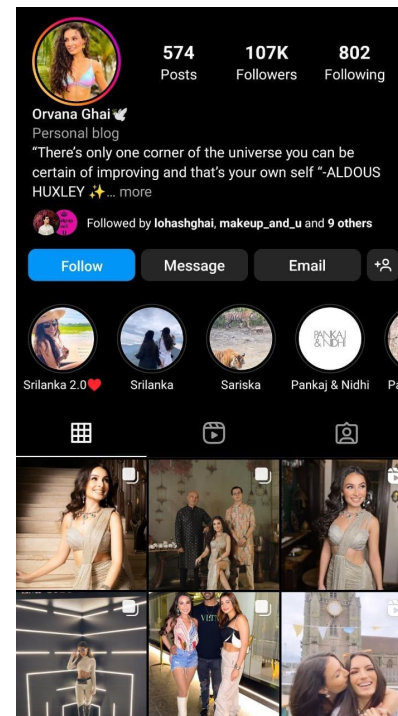 574
107K
802
Posts
Followers
Following
Orvana Ghai🕊
Personal blog
“There’s only one corner of the universe you can be
certain of improving and that’s your own self “-ALDOUS
HUXLEY ✨… more
Followed by lohashghai, makeup_and_u and 9 others
Follow
Message
Email
PANKAJ
& NIDHI
Srilanka 2.0❤️
Srilanka
Sariska
Pankaj & Nidhi